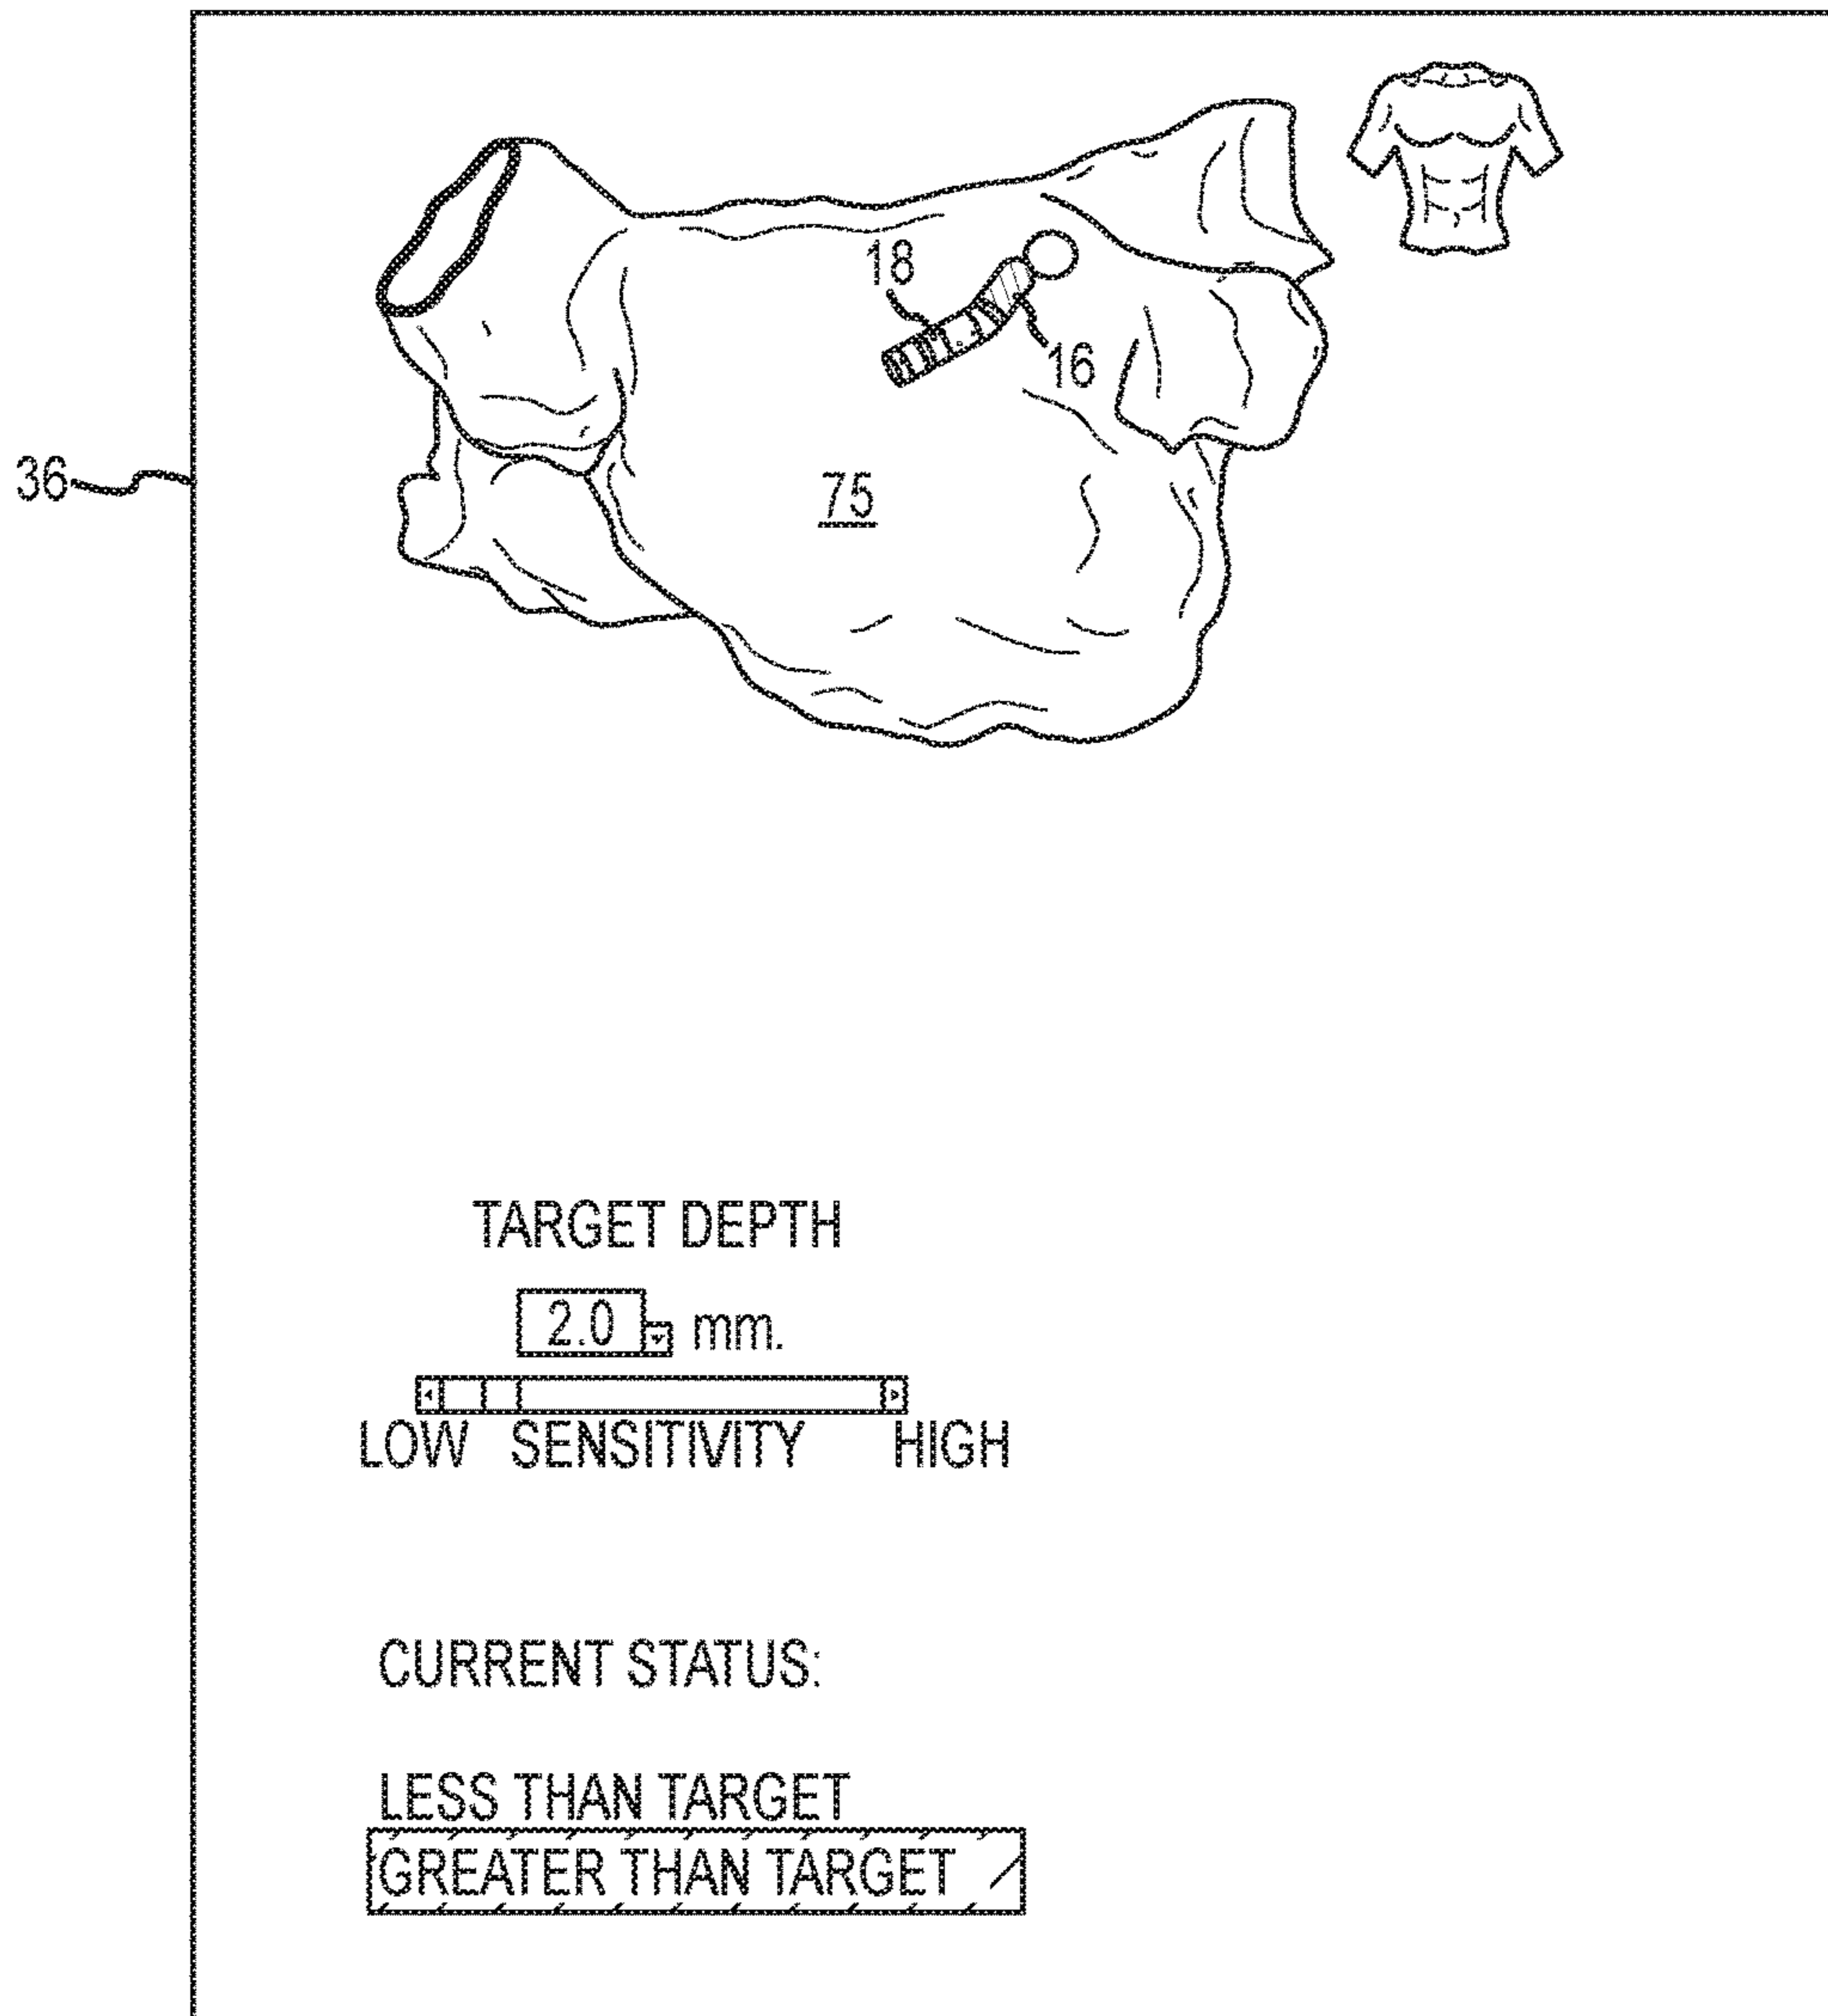 18
16
36
75
TARGET DEPTH
2.0 mm.
LOW SENSITIVITY HIGH
CURRENT STATUS:
LESS THAN TARGET
GREATER THAN TARGET